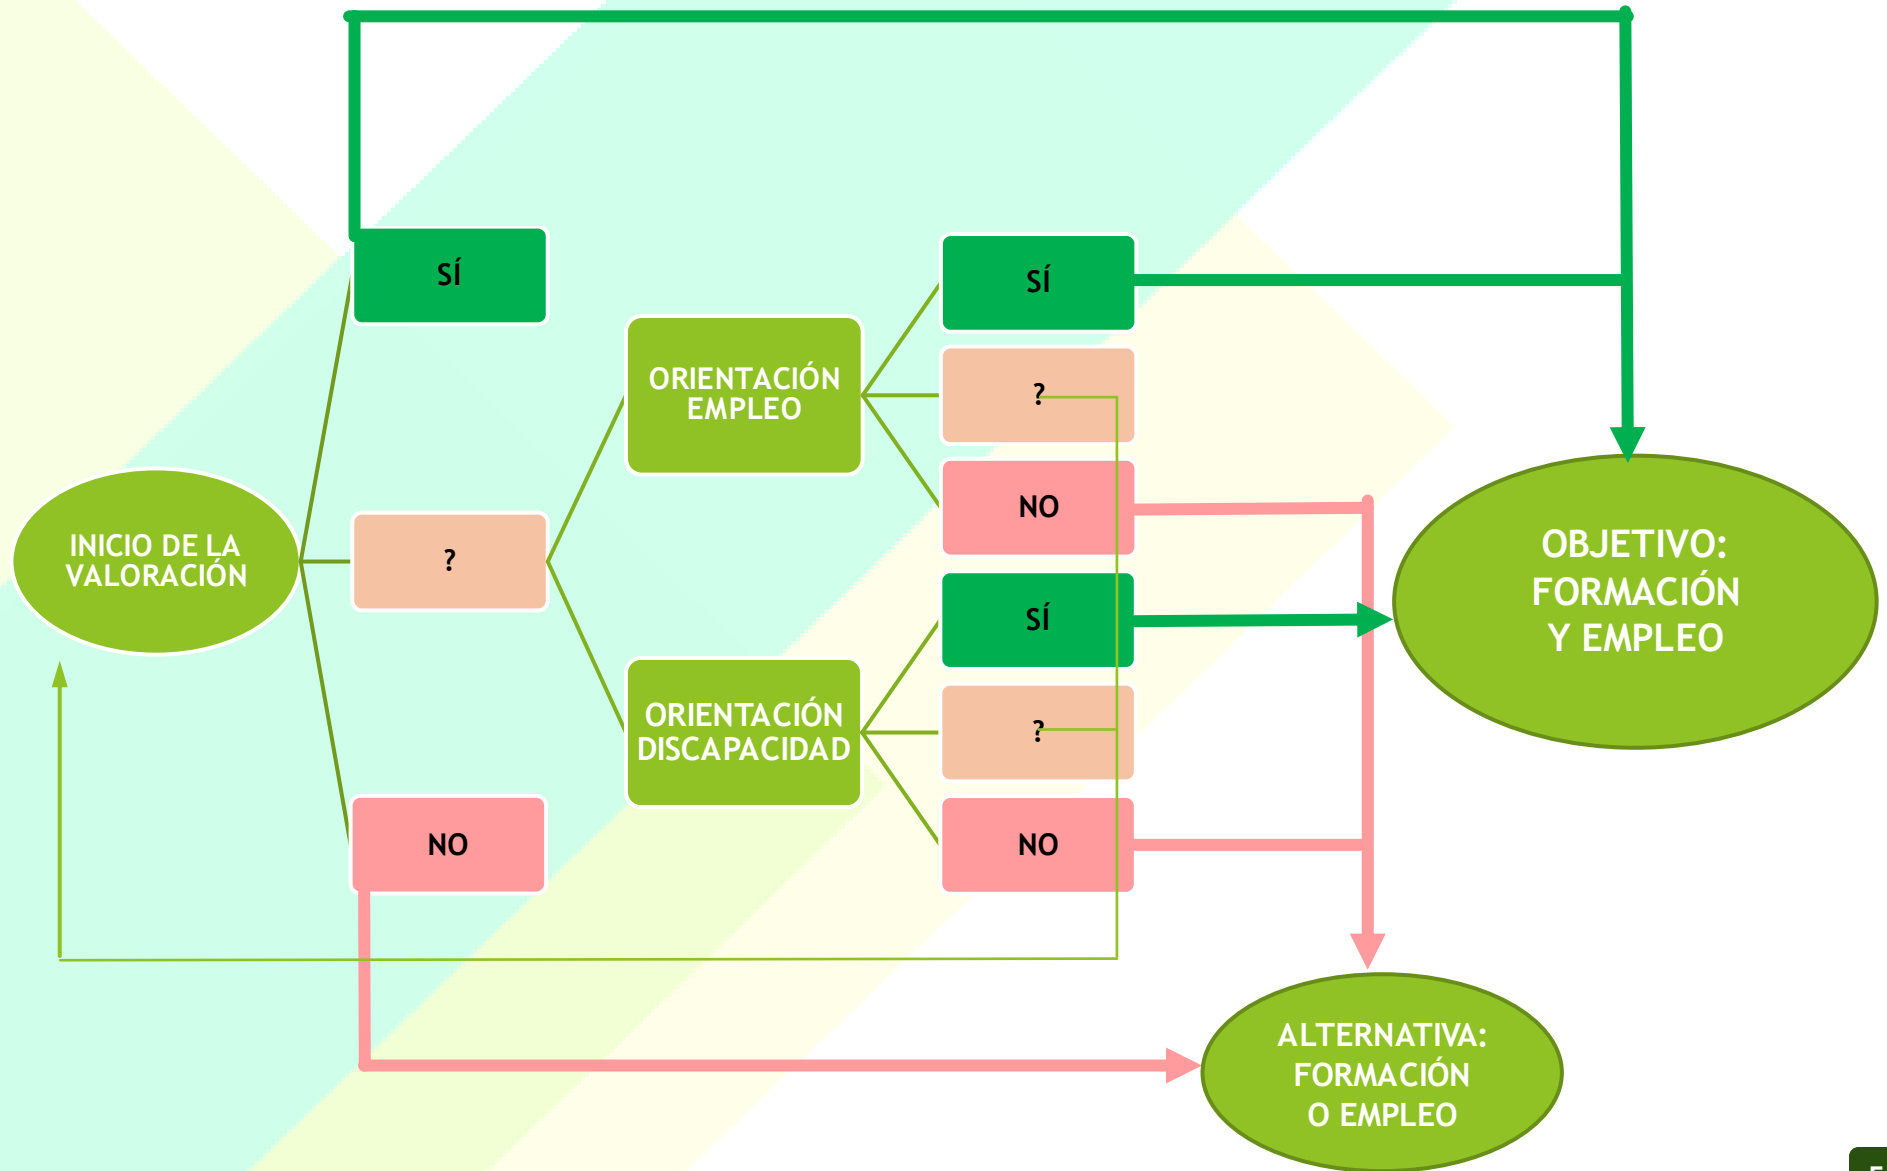 SÍ
SÍ
ORIENTACIÓN
EMPLEO
?
NO
INICIO DE LA
VALORACIÓN
?
OBJETIVO:
FORMACIÓN
Y EMPLEO
SÍ
ORIENTACIÓN
DISCAPACIDAD
?
NO
NO
ALTERNATIVA:
FORMACIÓN
O EMPLEO